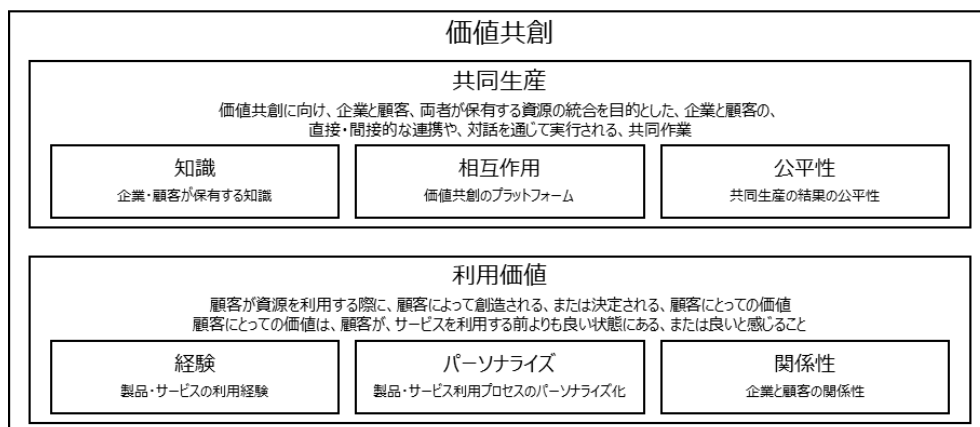 価値共創
共同生産
価値共創に向け、企業と顧客、両者が保有する資源の統合を目的とした、企業と顧客の、
直接・間接的な連携や、対話を通じて実行される、共同作業
知識
企業・顧客が保有する知識
相互作用
価値共創のプラットフォーム
公平性
共同生産の結果の公平性
利用価値
顧客が資源を利用する際に、顧客によって創造される、または決定される、顧客にとっての価値
顧客にとっての価値は、顧客が、サービスを利用する前よりも良い状態にある、または良いと感じること
経験
製品・サービスの利用経験
パーソナライズ
製品・サービス利用プロセスのパーソナライズ化
関係性
企業と顧客の関係性